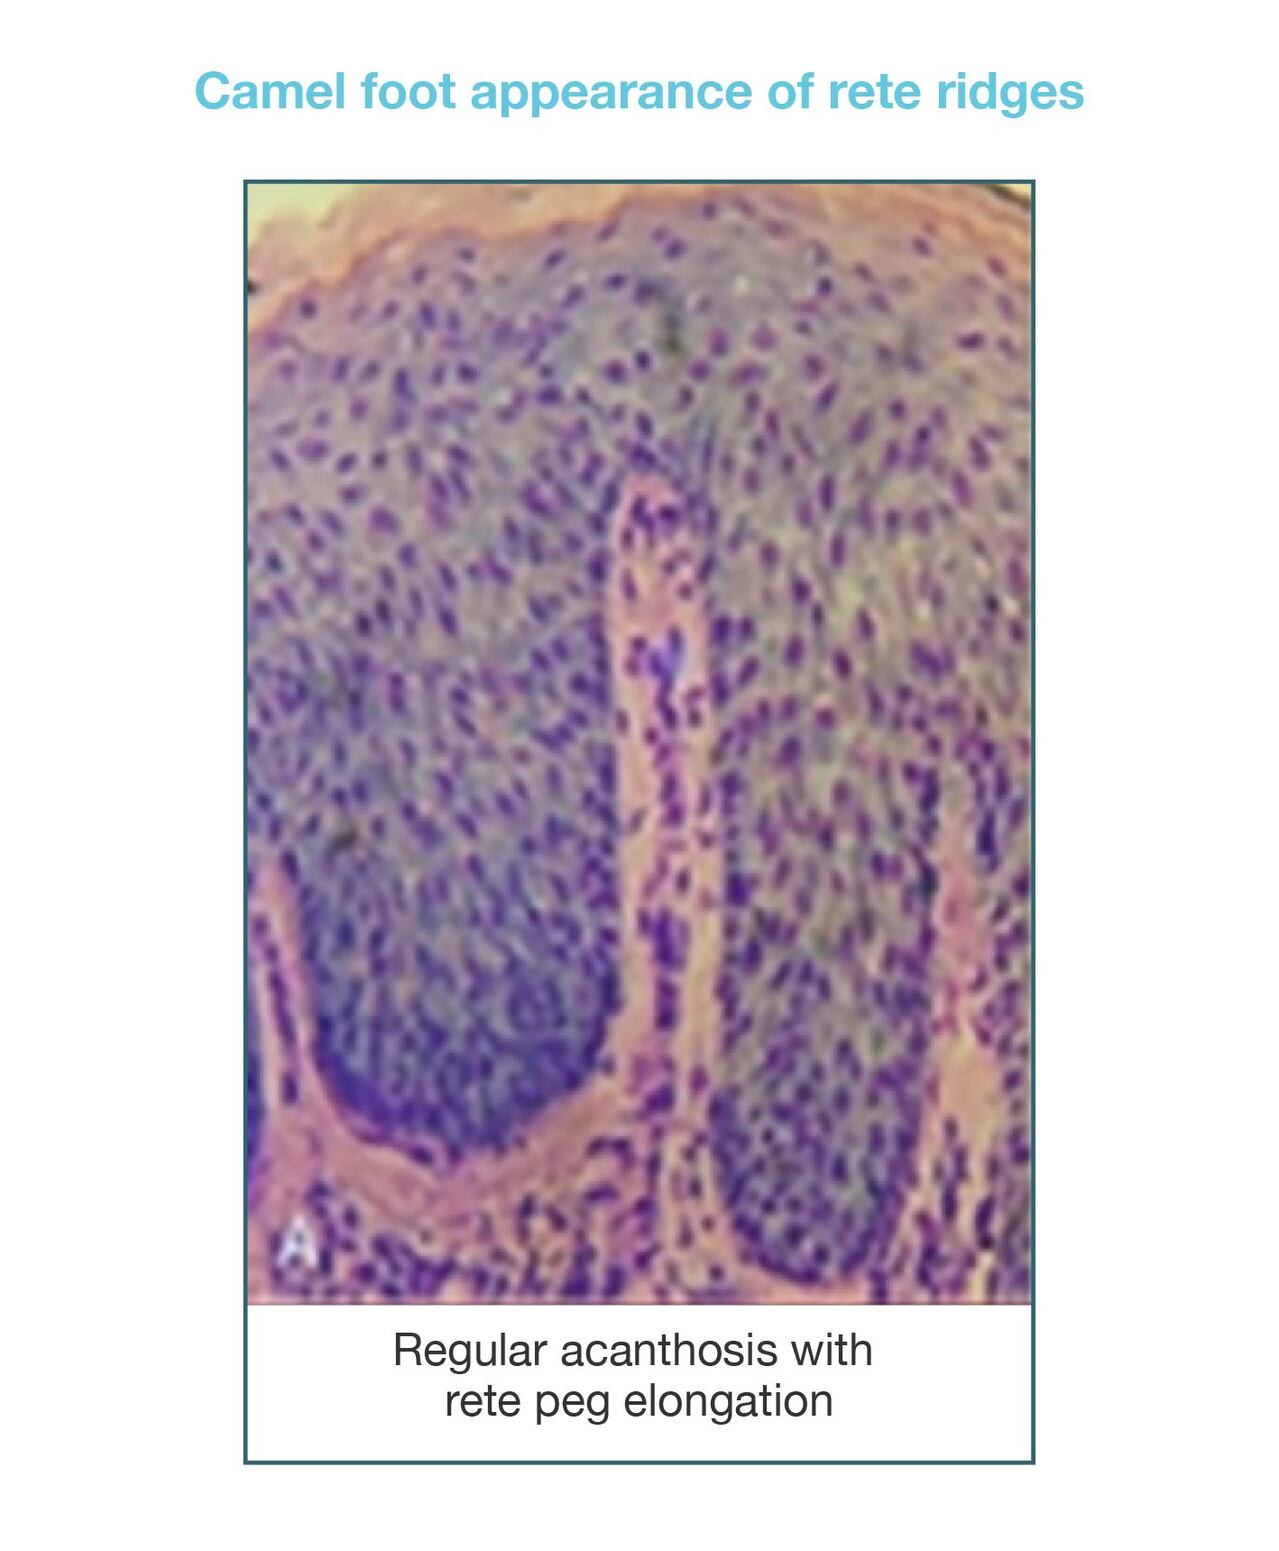 Camel foot appearance of rete ridges
A
Regular acanthosis with
rete peg elongation